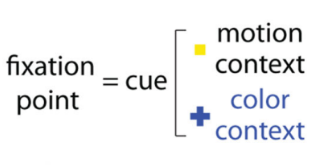 fixation
point
= cue
motion
context
color
context